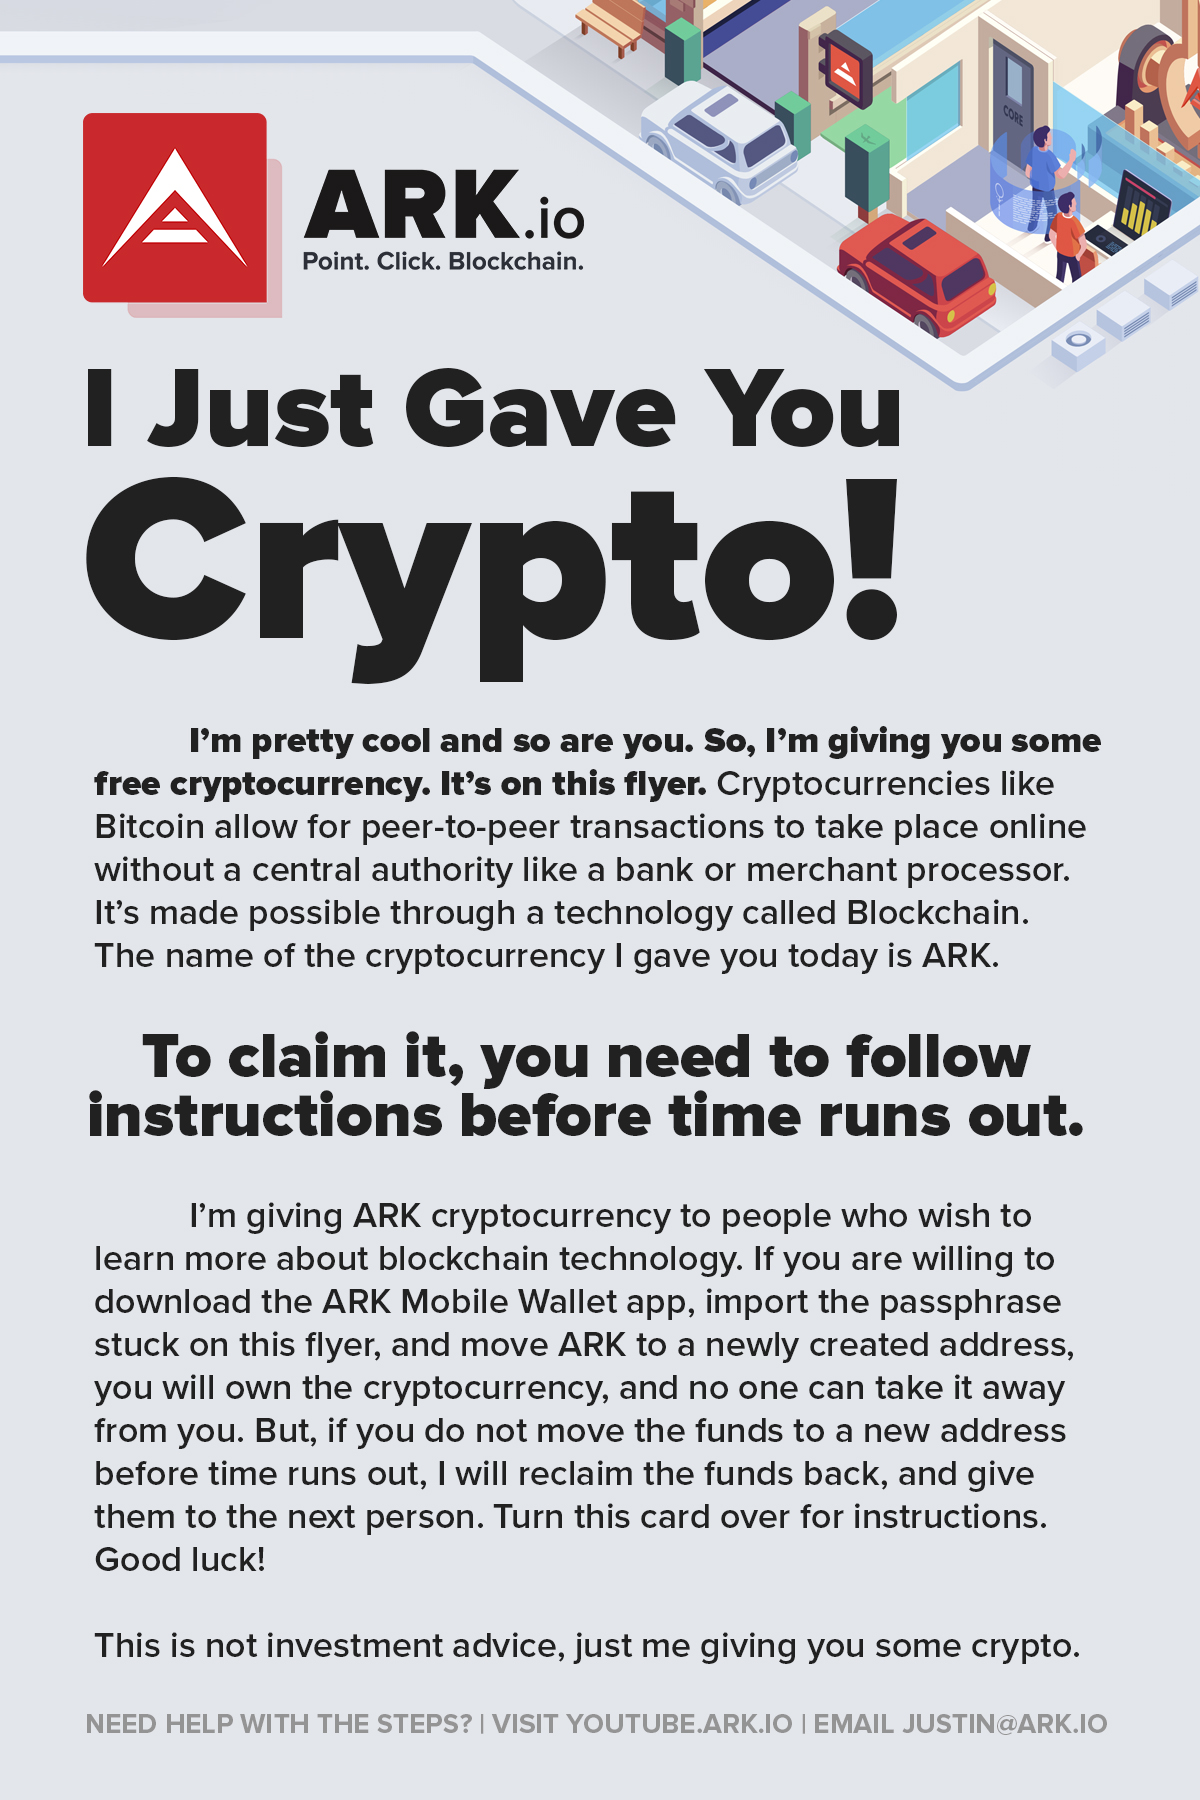 CORE
ARK.io
Point. Click. Blockchain.
I Just Gave You
Crypto!
I’m pretty cool and so are you. So, I’m giving you some
free cryptocurrency. It’s on this flyer. Cryptocurrencies like
Bitcoin allow for peer-to-peer transactions to take place online
without a central authority like a bank or merchant processor.
It’s made possible through a technology called Blockchain.
The name of the cryptocurrency I gave you today is ARK.
To claim it, you need to follow
instructions before time runs out.
I’m giving ARK cryptocurrency to people who wish to
learn more about blockchain technology. If you are willing to
download the ARK Mobile Wallet app, import the passphrase
stuck on this flyer, and move ARK to a newly created address,
you will own the cryptocurrency, and no one can take it away
from you. But, if you do not move the funds to a new address
before time runs out, I will reclaim the funds back, and give
them to the next person. Turn this card over for instructions.
Good luck!
This is not investment advice, just me giving you some crypto.
NEED HELP WITH THE STEPS? | VISIT YOUTUBE.ARK.IO | EMAIL JUSTIN@ARK.IO